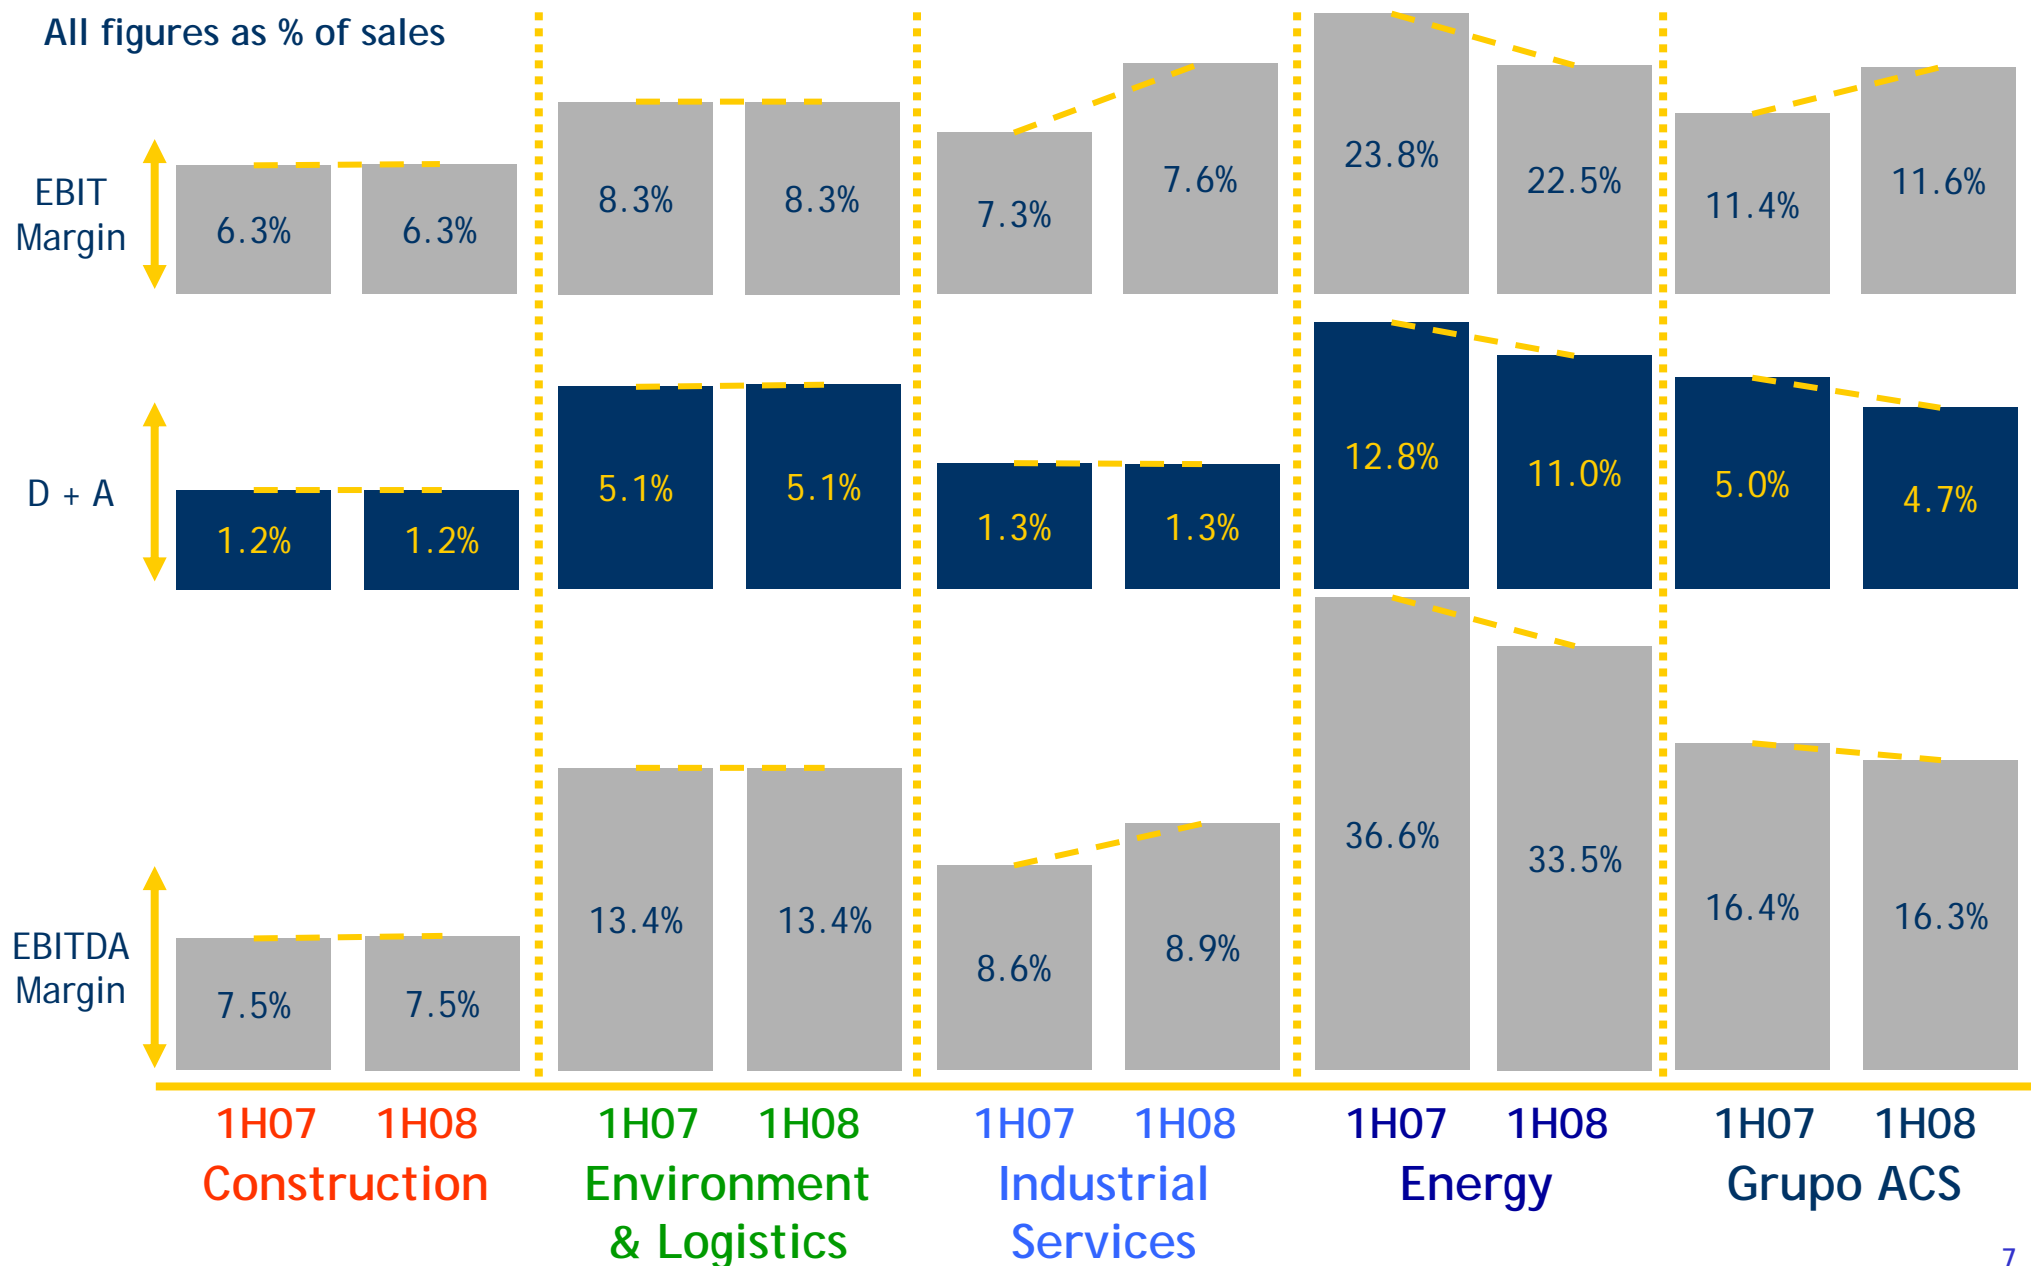 All figures as % of sales
EBIT
Margin
6.3%
6.3%
8.3%
8.3%
7.3%
7.6%
23.8%
22.5%
11.4%
11.6%
D + A
1.2%
1.2%
5.1%
5.1%
1.3%
1.3%
12.8%
11.0%
5.0%
4.7%
EBITDA
Margin
7.5%
7.5%
13.4%
13.4%
8.6%
8.9%
36.6%
33.5%
16.4%
16.3%
1H07 1H08
Construction
1H07 1H08
Environment
& Logistics
1H07 1H08
Industrial
Services
1H07 1H08
Energy
1H07 1H08
Grupo ACS
7